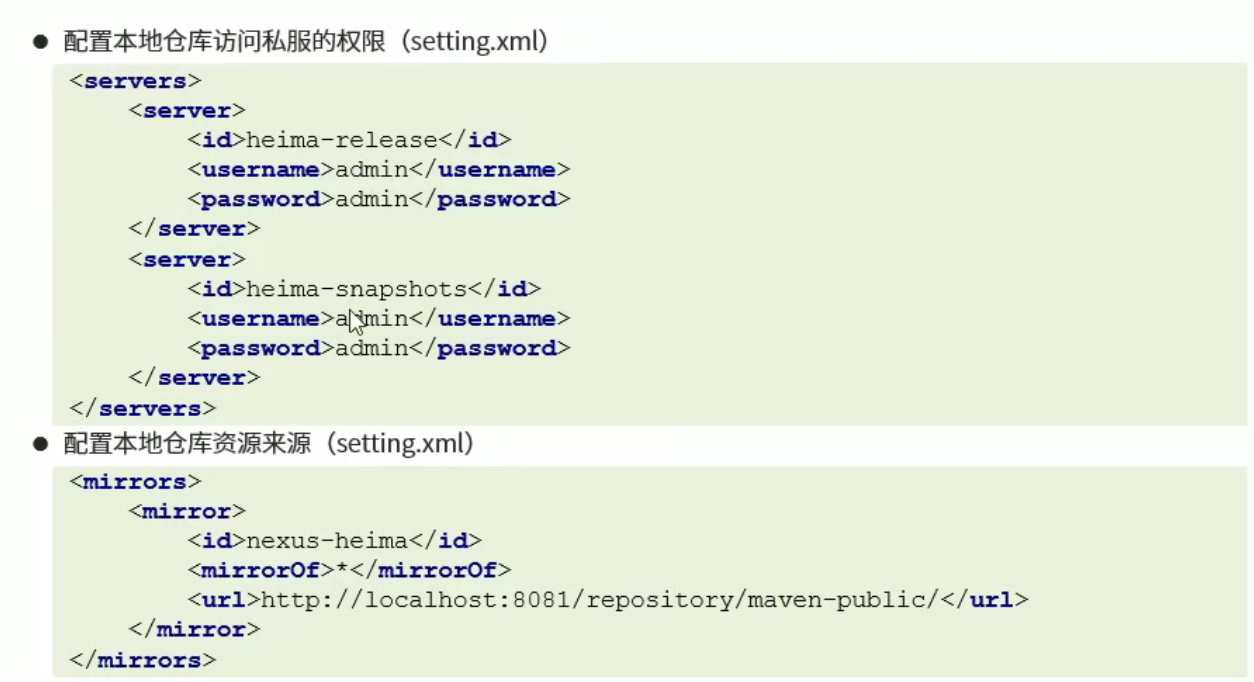 ● 配置本地仓库访问私服的权限（setting.xml）
<servers>
    <server>
        <id>heima-release</id>
        <username>admin</username>
        <password>admin</password>
    </server>
    <server>
        <id>heima-snapshots</id>
        <username>admin</username>
        <password>admin</password>
    </server>
</servers>
● 配置本地仓库资源来源（setting.xml）
<mirrors>
    <mirror>
        <id>nexus-heima</id>
        <mirrorOf>*</mirrorOf>
        <url>http://localhost:8081/repository/maven-public/</url>
    </mirror>
</mirrors>